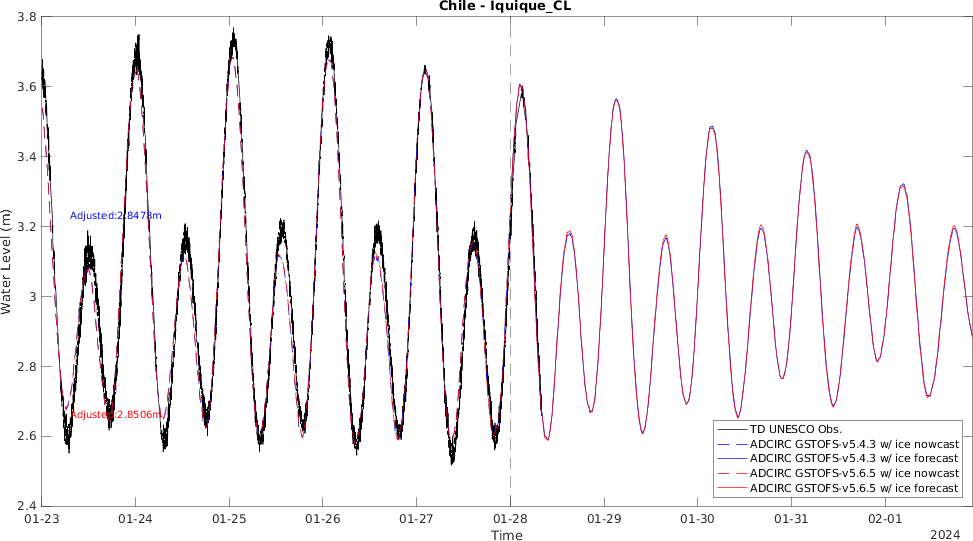 Chile - Iquique_CL
Water Level (m)
3.8
3.6
3.4
3.2
3
2.8
2.6
2.4
Adjusted:2.8478m
Adjusted:2.8506m
TD UNESCO Obs.
ADCIRC GSTOFS-v5.4.3 w/ ice nowcast
ADCIRC GSTOFS-v5.4.3 w/ ice forecast
ADCIRC GSTOFS-v5.6.5 w/ ice nowcast
ADCIRC GSTOFS-v5.6.5 w/ ice forecast
01-23 01-24 01-25 01-26 01-27 01-28 01-29 01-30 01-31 02-01
Time
2024